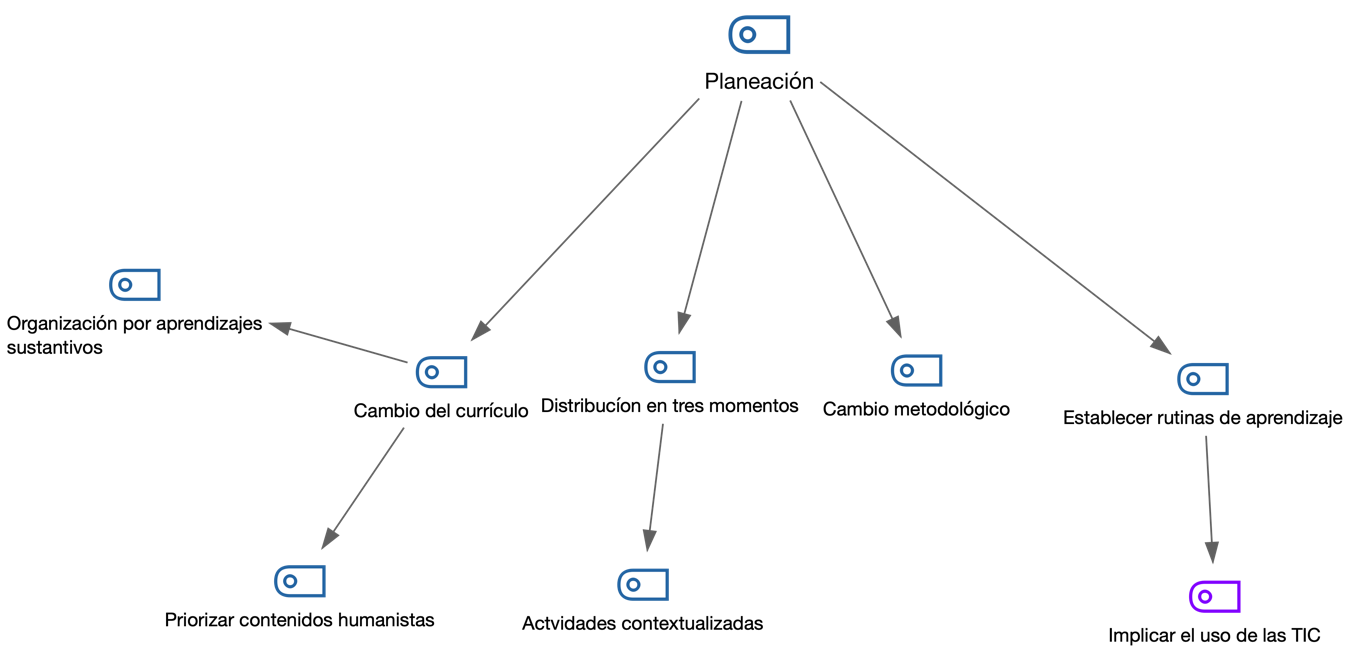 Planeación
Organización por aprendizajes
sustantivos
Cambio del currículo
Distribucíon en tres momentos
Cambio metodológico
Establecer rutinas de aprendizaje
Priorizar contenidos humanistas
Actvidades contextualizadas
Implicar el uso de las TIC